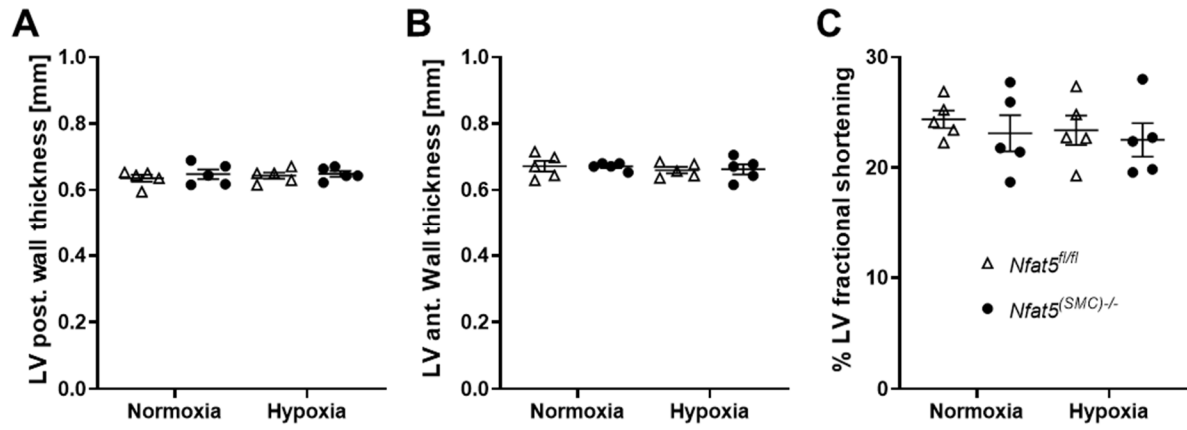 A
LV post. wall thickness [mm]
1.0
0.8
0.6
0.4
0.2
0.0
Normoxia Hypoxia
B
LV ant. Wall thickness [mm]
1.0
0.8
0.6
0.4
0.2
0.0
Normoxia Hypoxia
C
% LV fractional shortening
30
20
10
0
Nfat5fl/fl
Nfat5(SMC)-/-
Normoxia Hypoxia